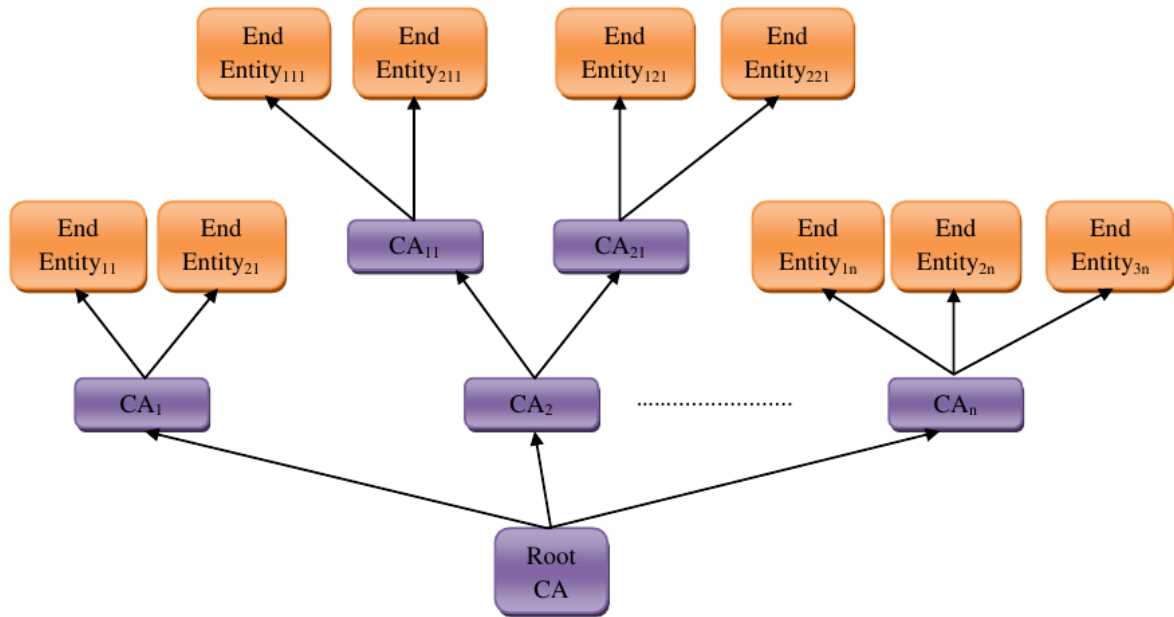 End
Entity₁₁₁
End
Entity₂₁₁
End
Entity₁₂₁
End
Entity₂₂₁
End
Entity₁₁
End
Entity₂₁
CA₁₁
CA₂₁
End
Entity₁ₙ
End
Entity₂ₙ
End
Entity₃ₙ
CA₁
CA₂
..............................
CAₙ
Root
CA